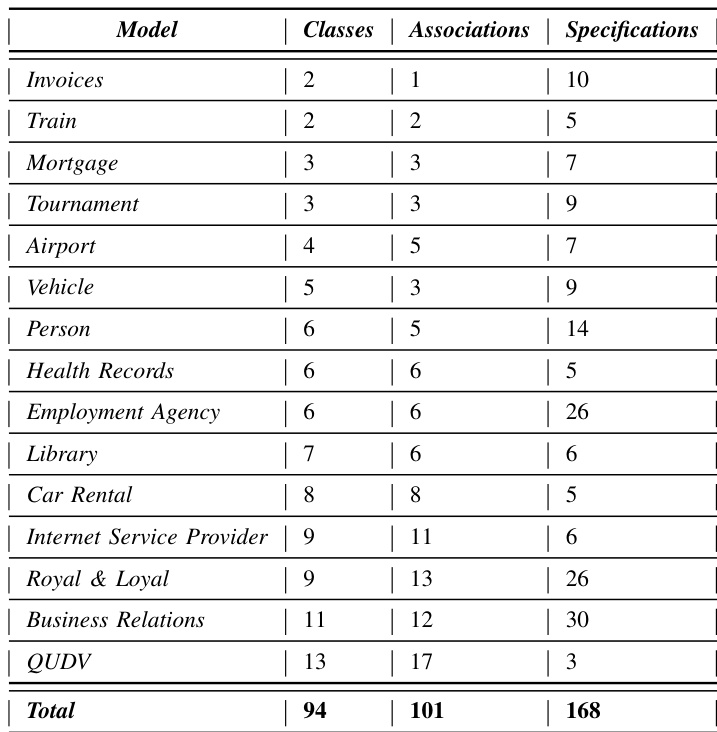 Model Classes Associations Specifications
Invoices 2 1 10
Train 2 2 5
Mortgage 3 3 7
Tournament 3 3 9
Airport 4 5 7
Vehicle 5 3 9
Person 6 5 14
Health Records 6 6 5
Employment Agency 6 6 26
Library 7 6 6
Car Rental 8 8 5
Internet Service Provider 9 11 6
Royal & Loyal 9 13 26
Business Relations 11 12 30
QUDV 13 17 3
Total 94 101 168